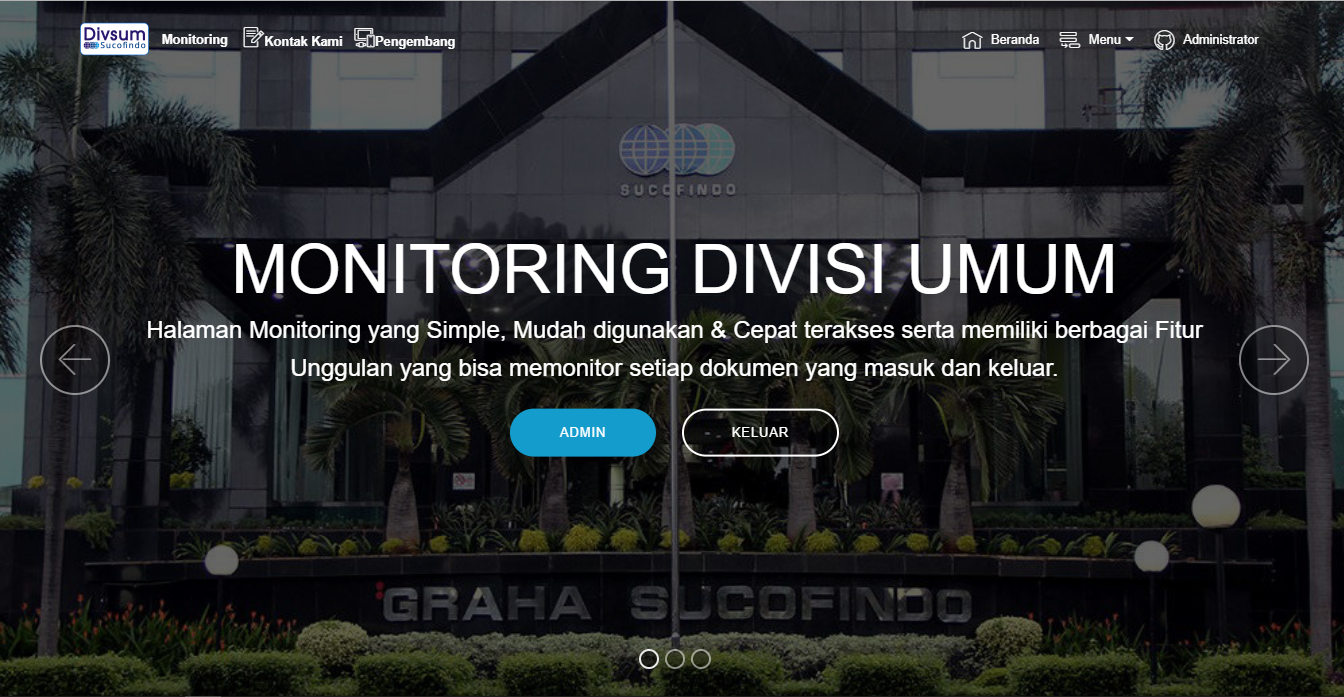 Divsum
Sucofindo
Monitoring
Kontak Kami
Pengembang
Beranda
Menu
Administrator
SUCOFINDO
MONITORING DIVISI UMUM
Halaman Monitoring yang Simple, Mudah digunakan & Cepat terakses serta memiliki berbagai Fitur
Unggulan yang bisa memonitor setiap dokumen yang masuk dan keluar.
ADMIN
KELUAR
GRAHA SUCOFINDO